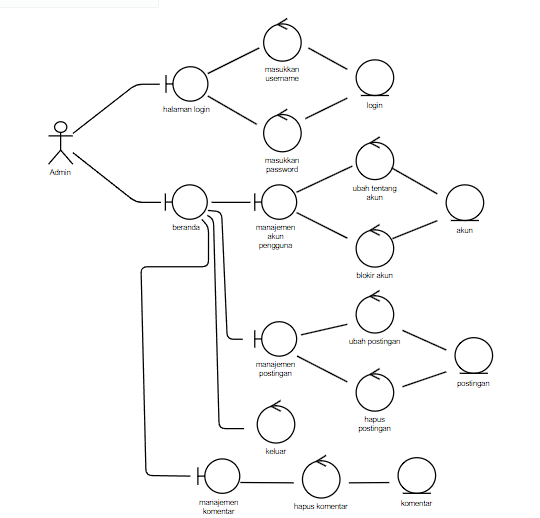 masukkan
username
halaman login
login
masukkan
password
Admin
ubah tentang
akun
beranda
manajemen
akun
pengguna
akun
blokir akun
ubah postingan
manajemen
postingan
postingan
hapus
postingan
keluar
manajemen
komentar
hapus komentar
komentar